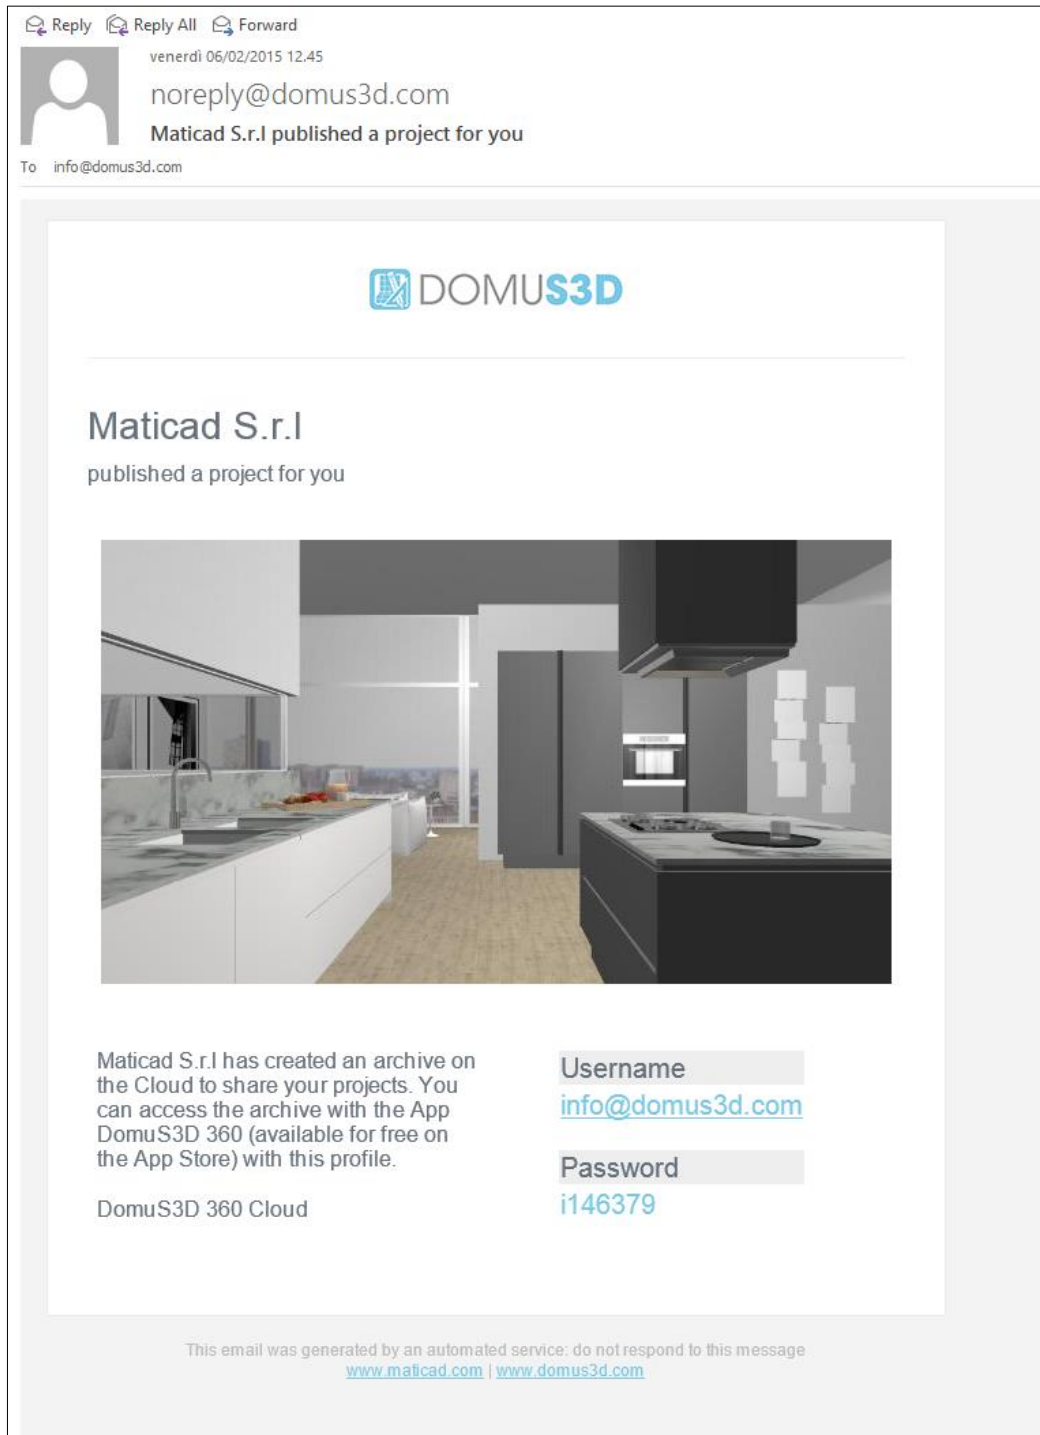 Reply Reply All Forward
venerdì 06/02/2015 12.45
noreply@domus3d.com
Maticad S.r.l published a project for you
To info@domus3d.com
DOMUS3D
Maticad S.r.l
published a project for you
Maticad S.r.l has created an archive on
the Cloud to share your projects. You
can access the archive with the App
DomuS3D 360 (available for free on
the App Store) with this profile.
DomuS3D 360 Cloud
Username
info@domus3d.com
Password
i146379
This email was generated by an automated service: do not respond to this message
www.maticad.com | www.domus3d.com